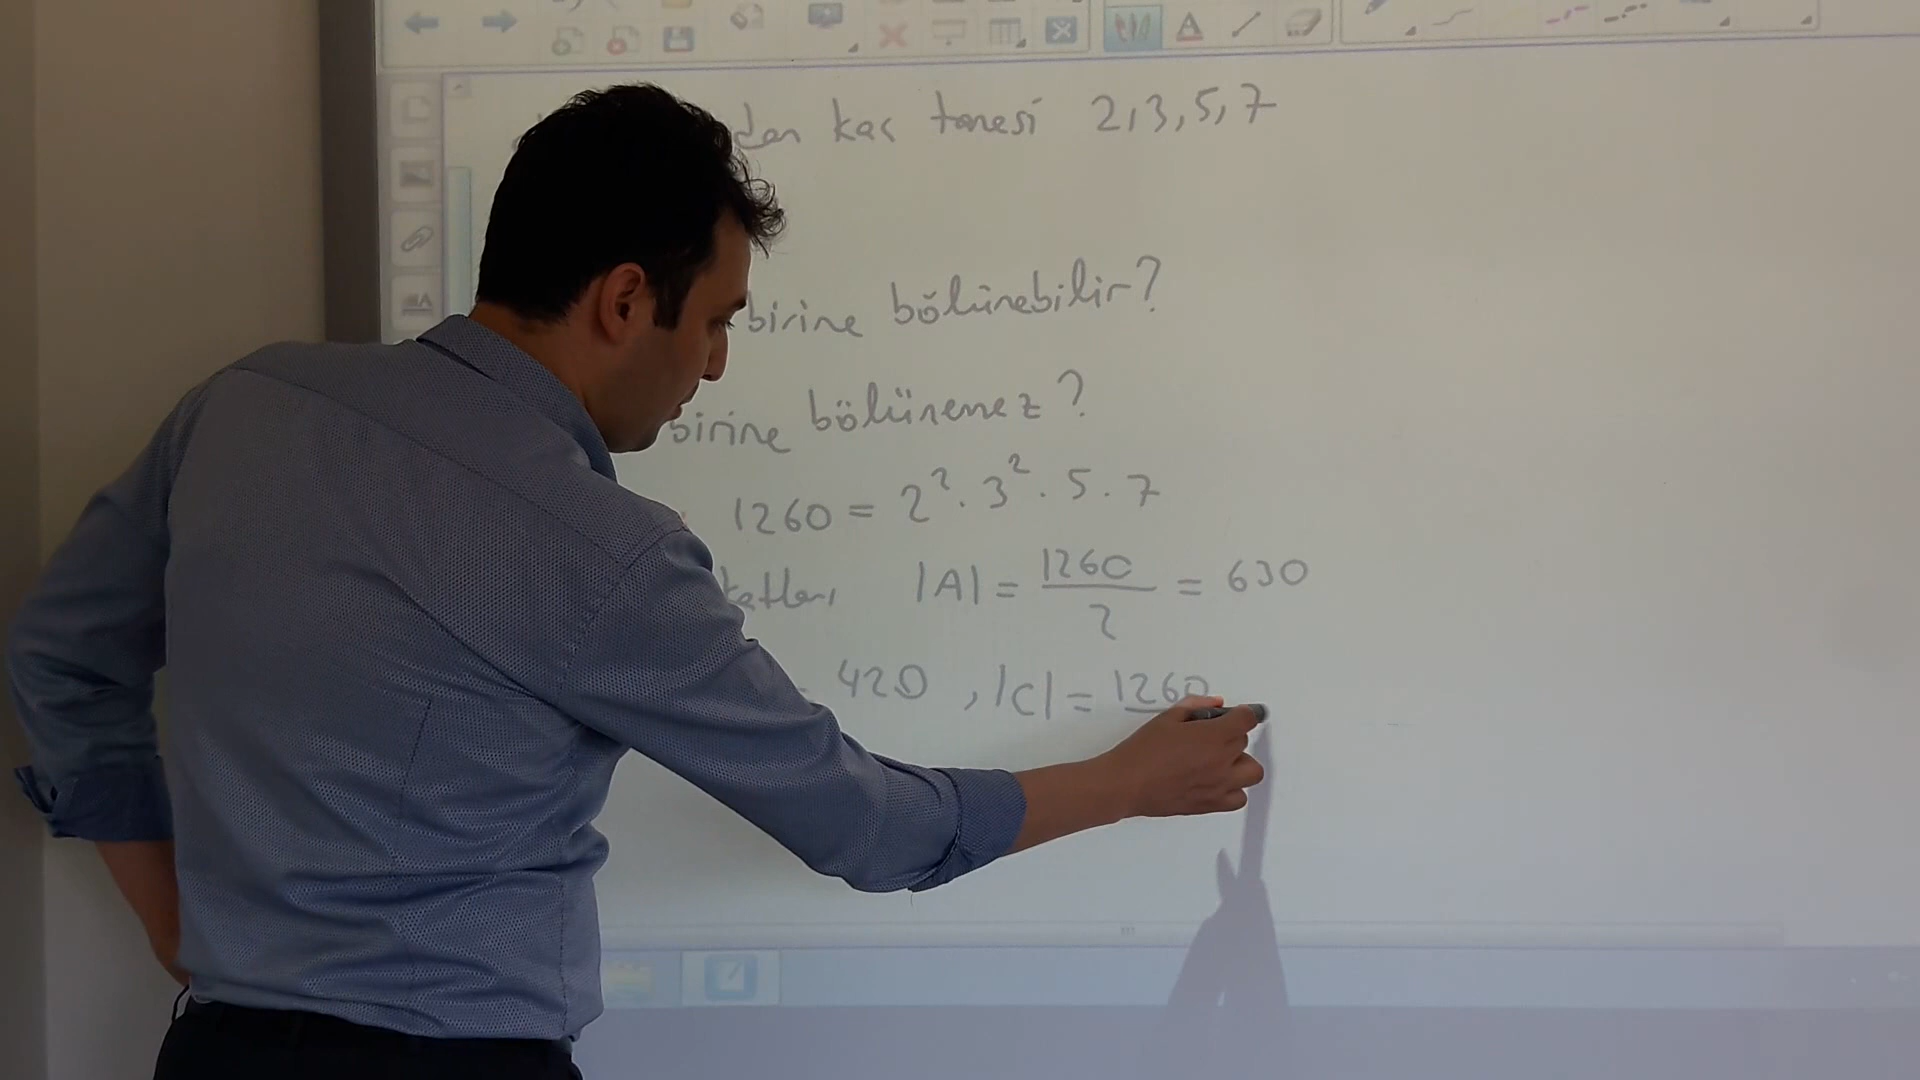 den kaç tanesi 2,3,5,7
birine bölünebilir?
birine bölünemez?
1260 = 2². 3². 5. 7
katları |A| = 1260/2 = 630
420 , |C| = 1260